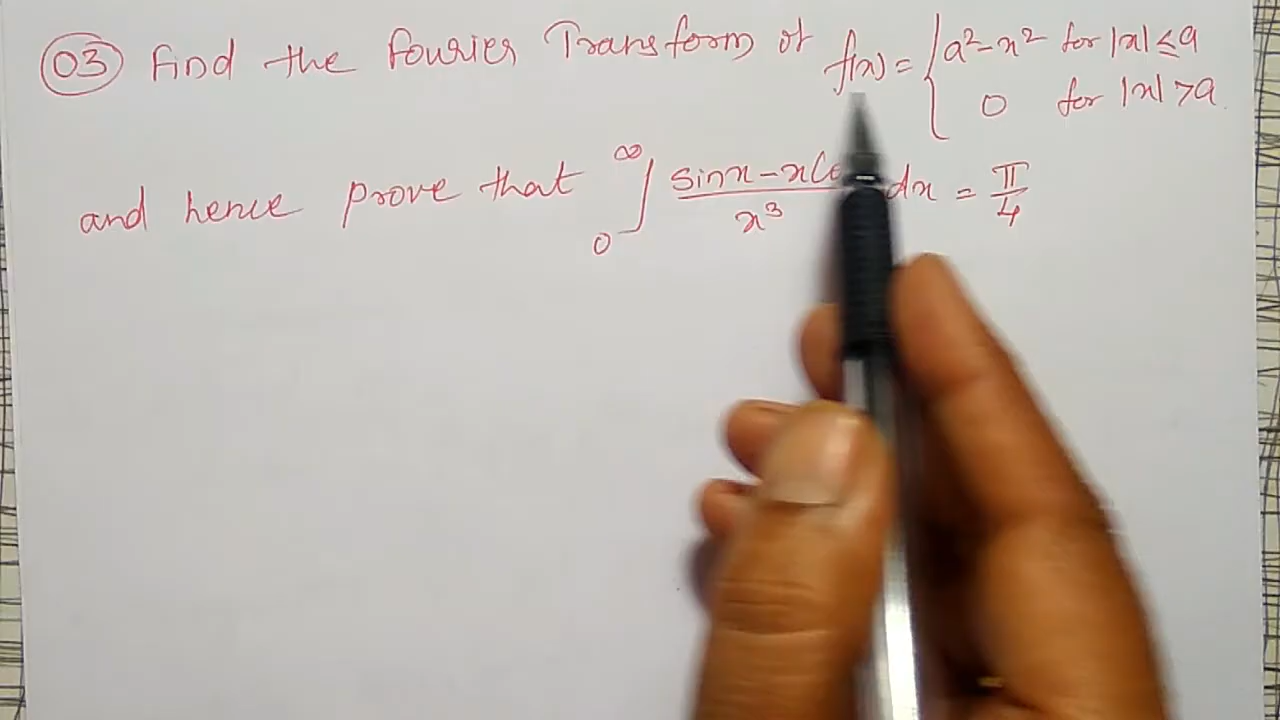 03 Find the Fourier Transform of f(x) = { a² - x² for |x| ≤ a
0 for |x| > a
and hence prove that ∫₀^∞ sinx - x dx / x³ = π/4